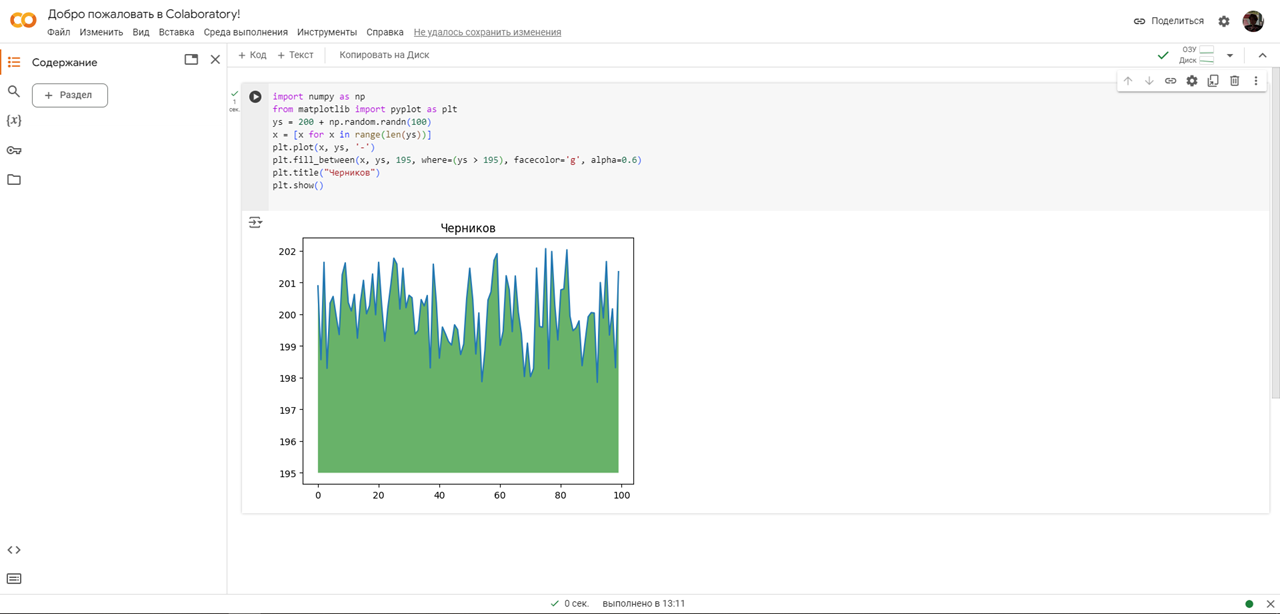 Добро пожаловать в Colaboratory!
Файл Изменить Вид Вставка Среда выполнения Инструменты Справка Не удалось сохранить изменения
Поделиться
Содержание
+ Раздел
{x}
+ Код + Текст Копировать на Диск
ОЗУ
Диск
1
сек.
import numpy as np
from matplotlib import pyplot as plt
ys = 200 + np.random.randn(100)
x = [x for x in range(len(ys))]
plt.plot(x, ys, '-')
plt.fill_between(x, ys, 195, where=(ys > 195), facecolor='g', alpha=0.6)
plt.title("Черников")
plt.show()
Черников
202
201
200
199
198
197
196
195
0 20 40 60 80 100
0 сек. выполнено в 13:11